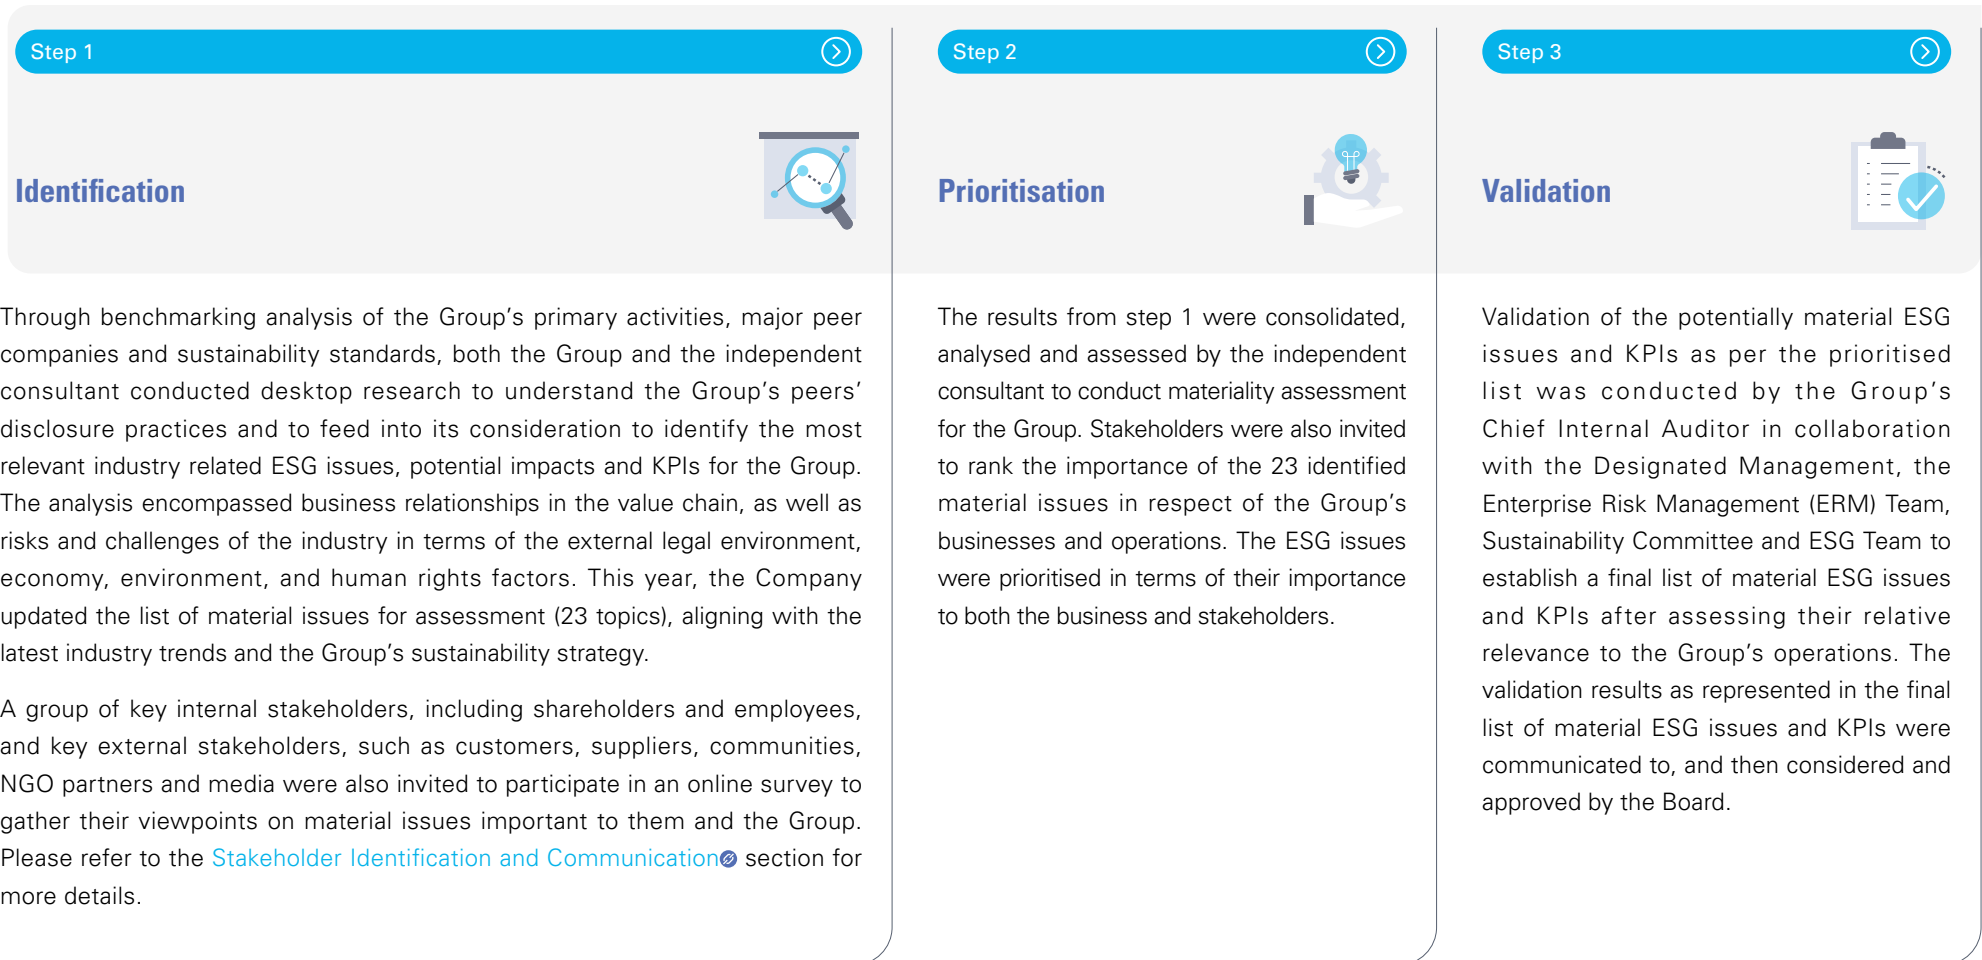 Step 1
Identification
Through benchmarking analysis of the Group’s primary activities, major peer
companies and sustainability standards, both the Group and the independent
consultant conducted desktop research to understand the Group’s peers’
disclosure practices and to feed into its consideration to identify the most
relevant industry related ESG issues, potential impacts and KPIs for the Group.
The analysis encompassed business relationships in the value chain, as well as
risks and challenges of the industry in terms of the external legal environment,
economy, environment, and human rights factors. This year, the Company
updated the list of material issues for assessment (23 topics), aligning with the
latest industry trends and the Group’s sustainability strategy.
A group of key internal stakeholders, including shareholders and employees,
and key external stakeholders, such as customers, suppliers, communities,
NGO partners and media were also invited to participate in an online survey to
gather their viewpoints on material issues important to them and the Group.
Please refer to the Stakeholder Identification and Communication section for
more details.
Step 2
Prioritisation
The results from step 1 were consolidated,
analysed and assessed by the independent
consultant to conduct materiality assessment
for the Group. Stakeholders were also invited
to rank the importance of the 23 identified
material issues in respect of the Group’s
businesses and operations. The ESG issues
were prioritised in terms of their importance
to both the business and stakeholders.
Step 3
Validation
Validation of the potentially material ESG
issues and KPIs as per the prioritised
list was conducted by the Group’s
Chief Internal Auditor in collaboration
with the Designated Management, the
Enterprise Risk Management (ERM) Team,
Sustainability Committee and ESG Team to
establish a final list of material ESG issues
and KPIs after assessing their relative
relevance to the Group’s operations. The
validation results as represented in the final
list of material ESG issues and KPIs were
communicated to, and then considered and
approved by the Board.